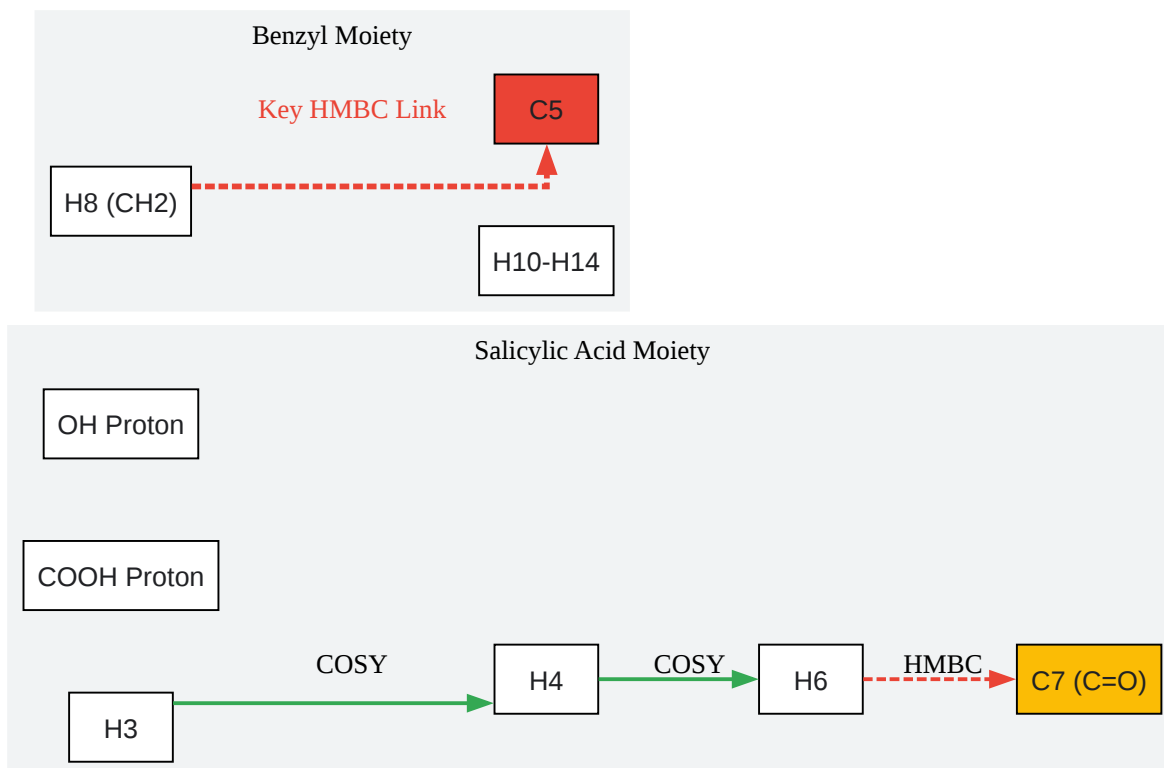 Benzyl Moiety
Key HMBC Link
C5
H8 (CH2)
H10-H14
Salicylic Acid Moiety
OH Proton
COOH Proton
COSY
COSY
HMBC
H3
H4
H6
C7 (C=O)